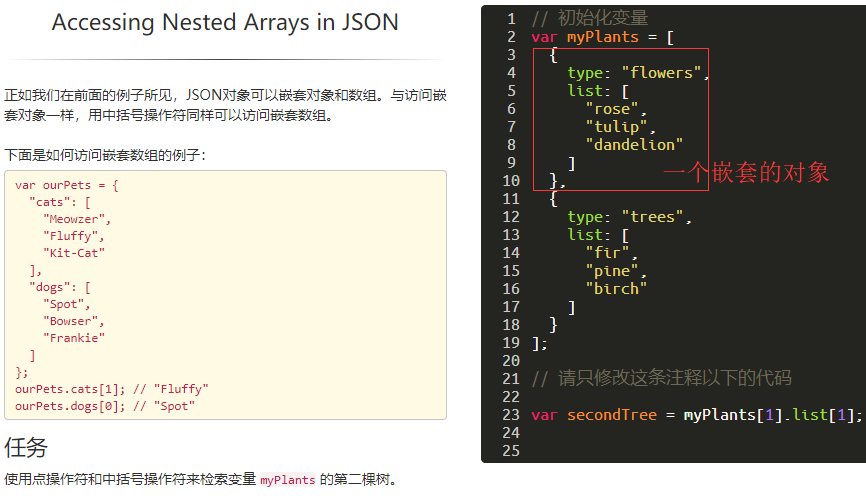 Accessing Nested Arrays in JSON
正如我们在前面的例子所见，JSON对象可以嵌套对象和数组。与访问嵌
套对象一样，用中括号操作符同样可以访问嵌套数组。
下面是如何访问嵌套数组的例子：
var ourPets = {
  "cats": [
    "Meowzer",
    "Fluffy",
    "Kit-Cat"
  ],
  "dogs": [
    "Spot",
    "Bowser",
    "Frankie"
  ]
};
ourPets.cats[1]; // "Fluffy"
ourPets.dogs[0]; // "Spot"
任务
使用点操作符和中括号操作符来检索变量 myPlants 的第二棵树。
1 // 初始化变量
2 var myPlants = [
3   {
4     type: "flowers",
5     list: [
6       "rose",
7       "tulip",
8       "dandelion"
9     ]
10   },
一个嵌套的对象
11   {
12     type: "trees",
13     list: [
14       "fir",
15       "pine",
16       "birch"
17     ]
18   }
19 ];
20
21 // 请只修改这条注释以下的代码
22
23 var secondTree = myPlants[1].list[1];
24
25